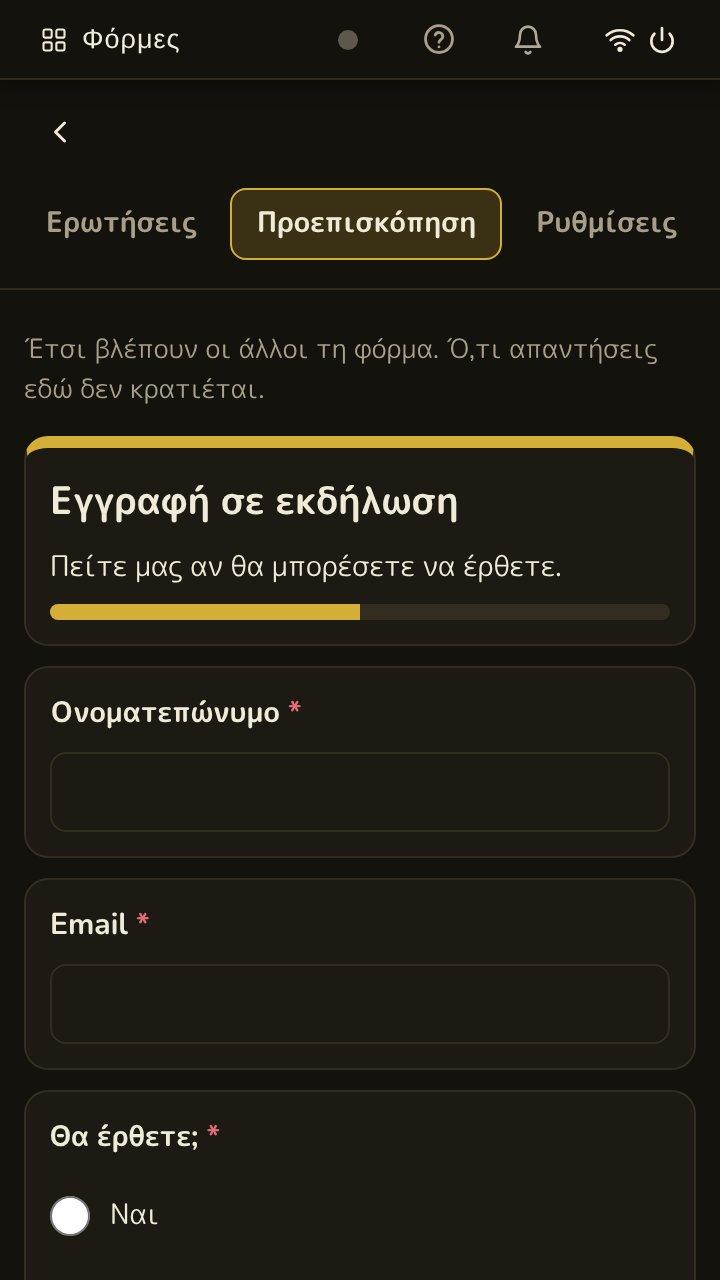 Φόρμες
Ερωτήσεις Προεπισκόπηση Ρυθμίσεις
Έτσι βλέπουν οι άλλοι τη φόρμα. Ό,τι απαντήσεις
εδώ δεν κρατιέται.
Εγγραφή σε εκδήλωση
Πείτε μας αν θα μπορέσετε να έρθετε.
Ονοματεπώνυμο *
Email *
Θα έρθετε; *
Ναι